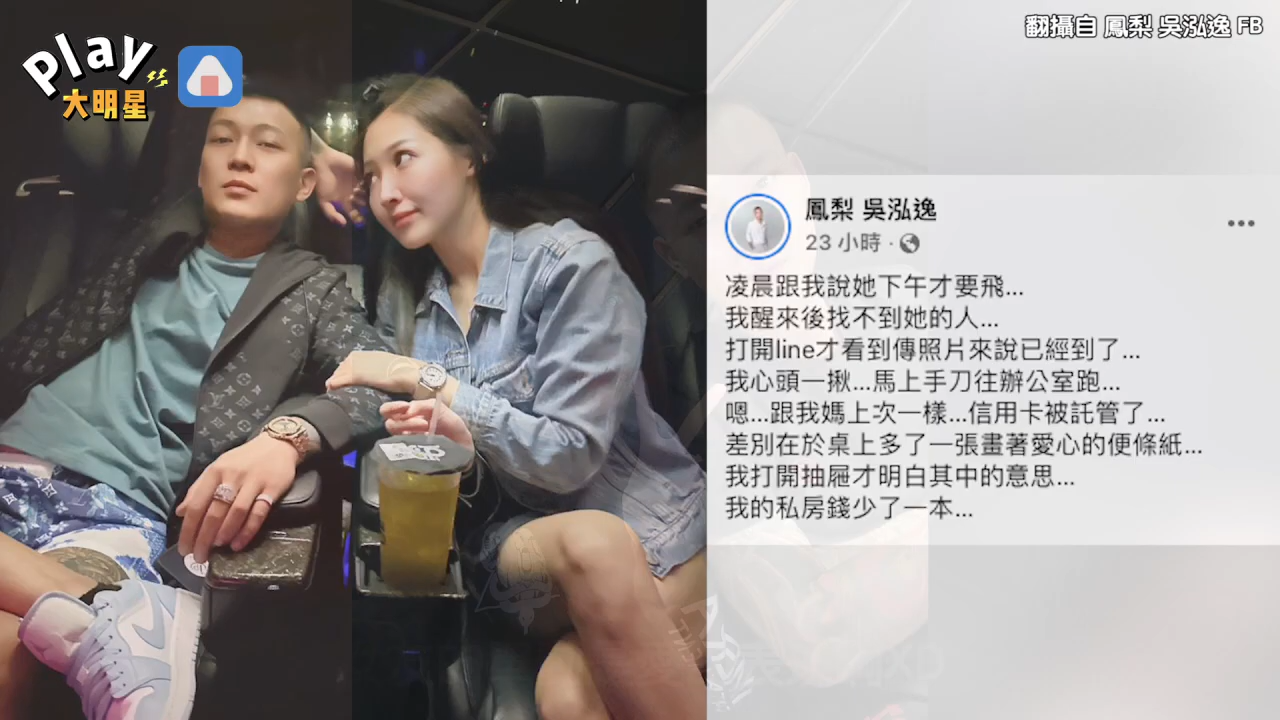 Play
大明星
翻攝自 鳳梨 吳泓逸 FB
鳳梨 吳泓逸
23 小時 ·
凌晨跟我說她下午才要飛...
我醒來後找不到她的人...
打開line才看到傳照片來說已經到了...
我心頭一揪...馬上手刀往辦公室跑...
嗯...跟我媽上次一樣...信用卡被託管了...
差別在於桌上多了一張畫著愛心的便條紙...
我打開抽屜才明白其中的意思...
我的私房錢少了一本...